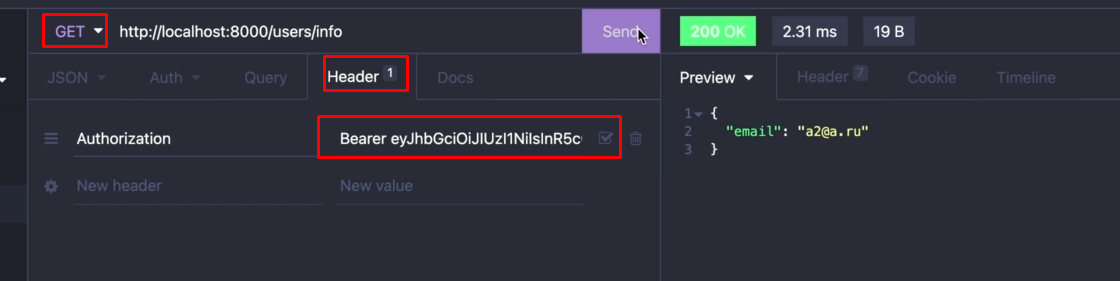 GET http://localhost:8000/users/info Send 200 OK 2.31 ms 19 B
JSON Auth Query Header 1 Docs Preview Header 7 Cookie Timeline
Authorization Bearer eyJhbGciOiJIUzI1NiIsInR5c
New header New value
1 {
2 "email": "a2@a.ru"
3 }